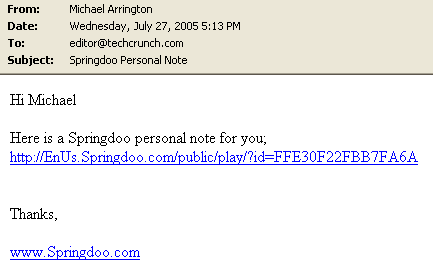 From: Michael Arrington
Date: Wednesday, July 27, 2005 5:13 PM
To: editor@techcrunch.com
Subject: Springdoo Personal Note
Hi Michael
Here is a Springdoo personal note for you;
http://EnUs.Springdoo.com/public/play/?id=FFE30F22FBB7FA6A
Thanks,
www.Springdoo.com